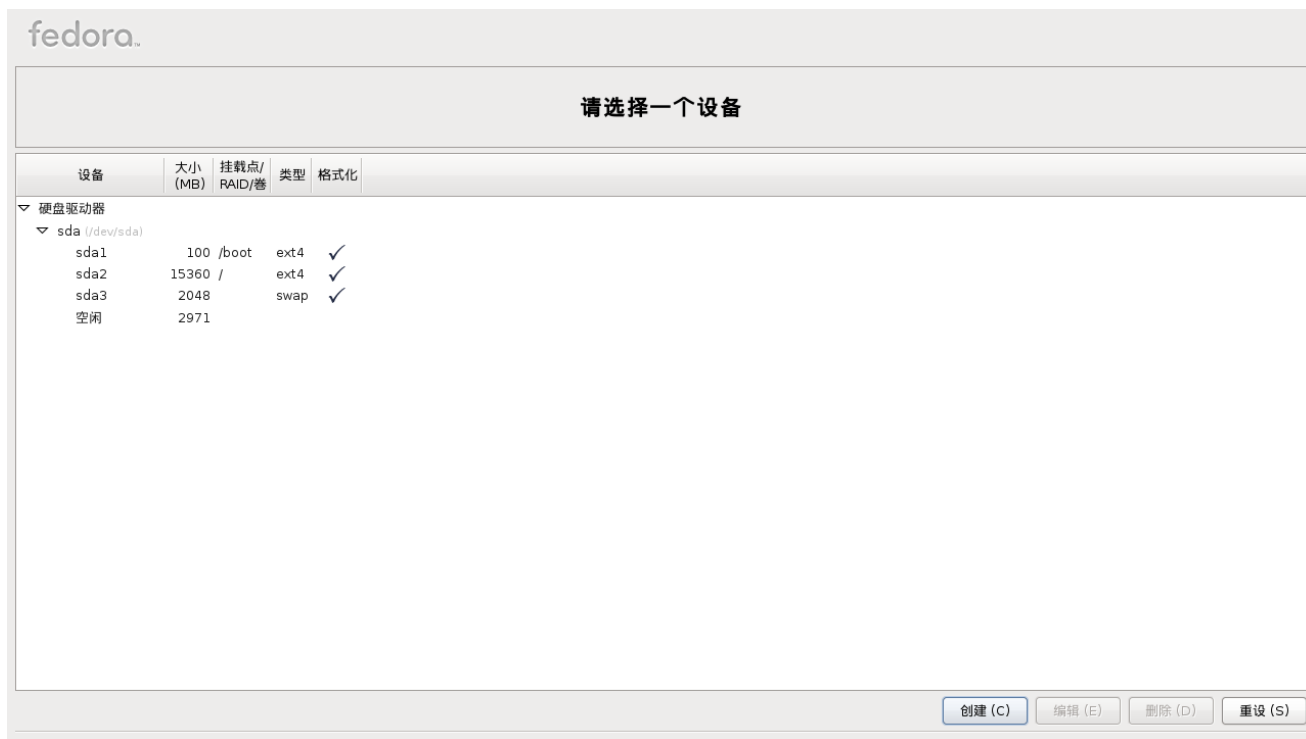 fedora™
请选择一个设备
设备 大小 (MB) 挂载点/ RAID/卷 类型 格式化
硬盘驱动器
sda (/dev/sda)
sda1 100 /boot ext4 ✓
sda2 15360 / ext4 ✓
sda3 2048 swap ✓
空闲 2971
创建 (C) 编辑 (E) 删除 (D) 重设 (S)